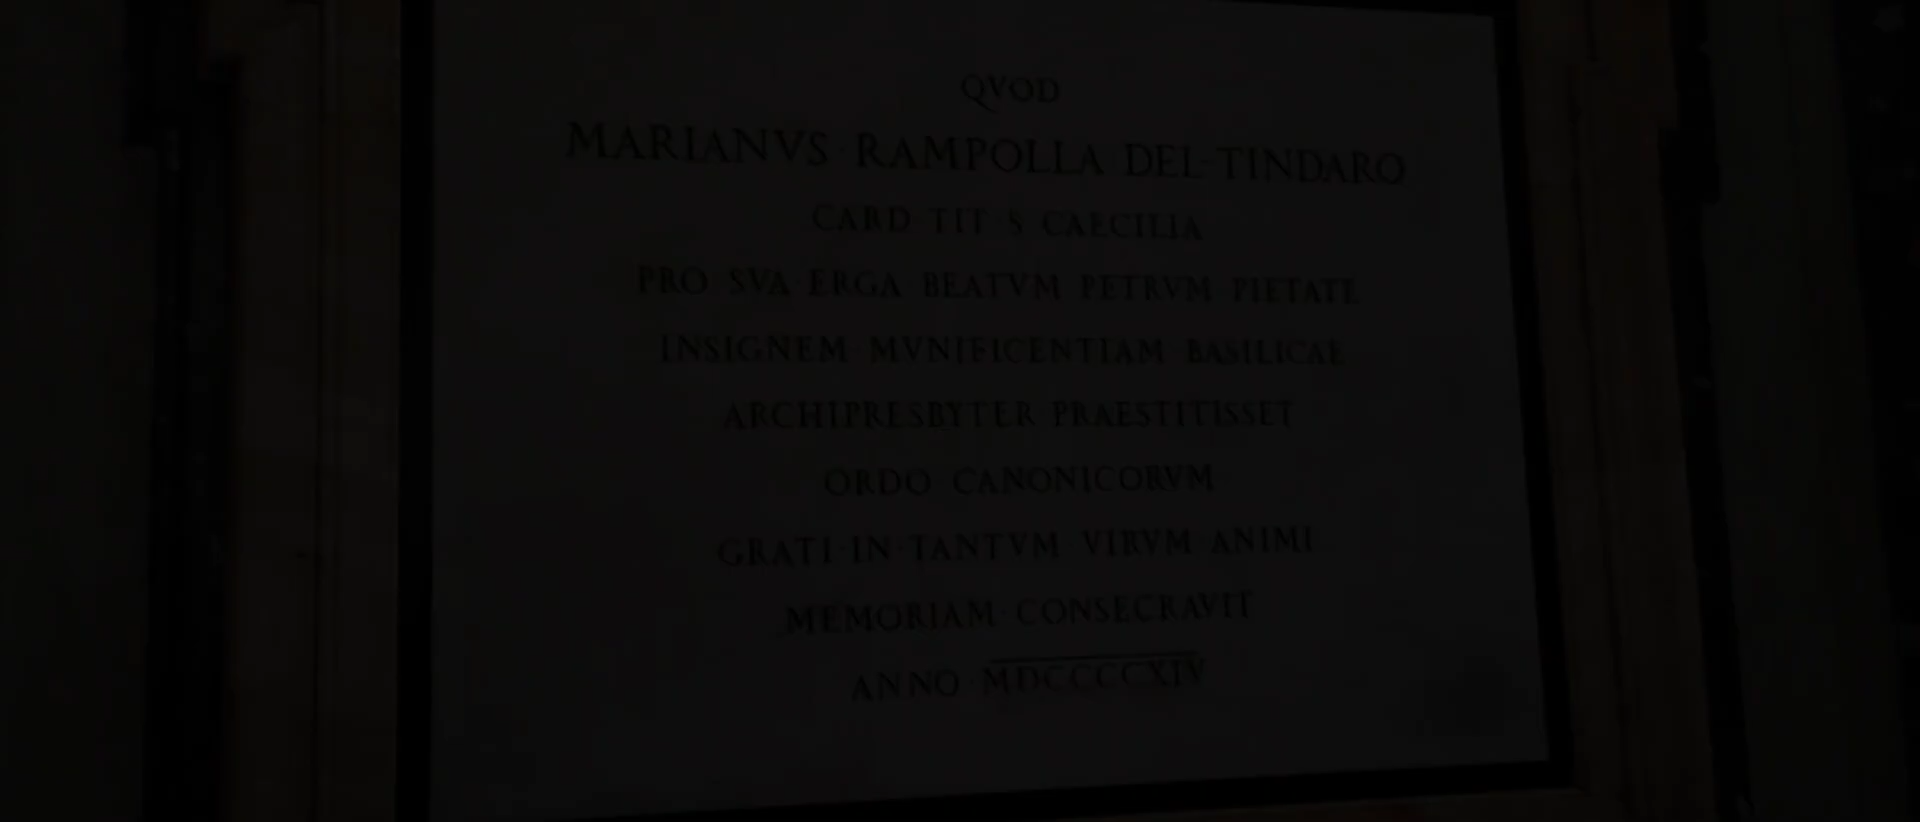 QVOD
MARIANVS RAMPOLLA DEL·TINDARO
CARD TIT S CAECILIA
PRO SVA ERGA BEATVM PETRVM PIETATE
INSIGNEM MVNIFICENTIAM BASILICAE
ARCHIPRESBYTER PRAESTITISSET
ORDO CANONICORVM
GRATI·IN·TANTVM VIRVM ANIMI
MEMORIAM CONSECRAVIT
ANNO MDCCCCXIV